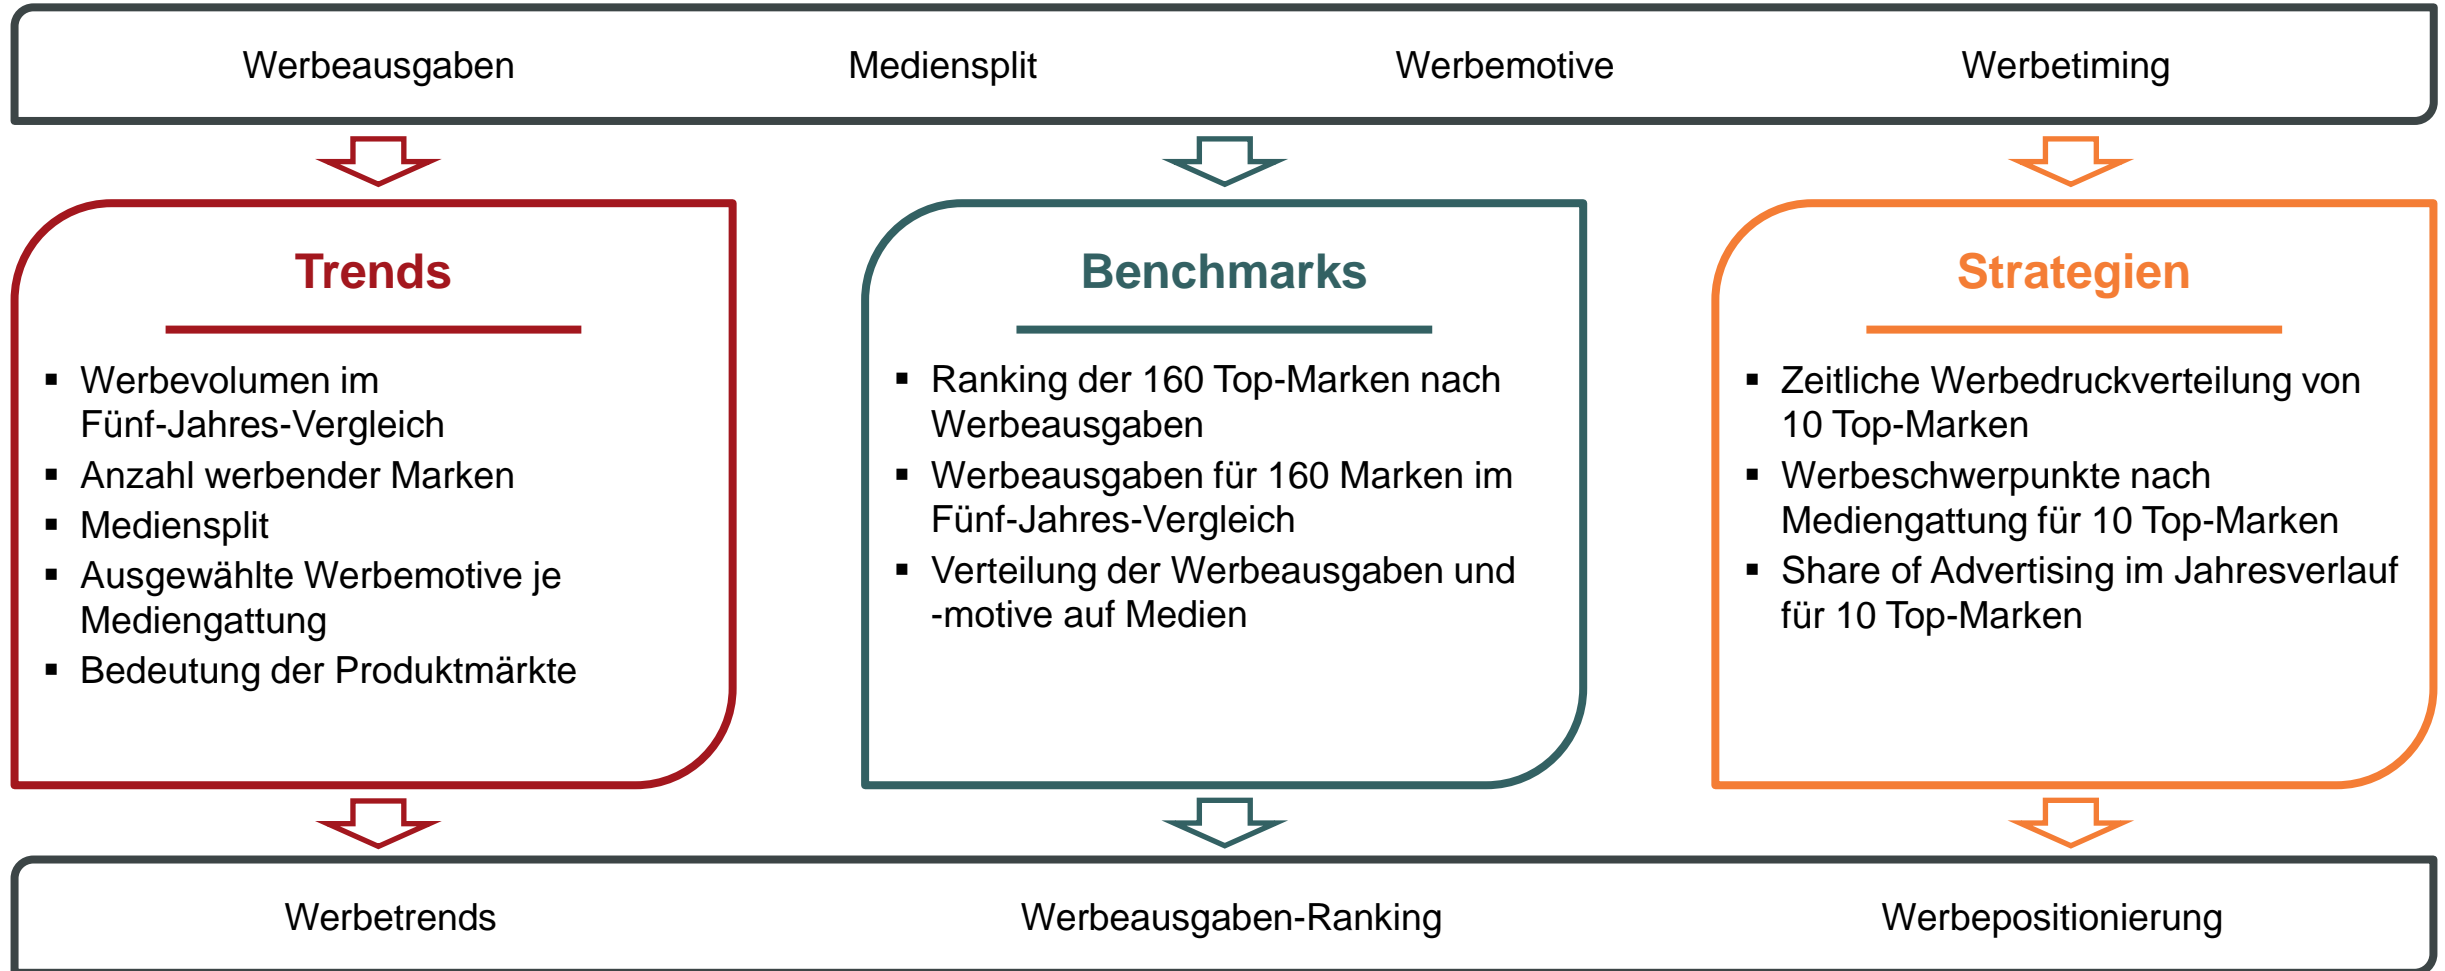 Werbeausgaben Mediensplit Werbemotive Werbetiming
Trends
▪ Werbevolumen im
Fünf-Jahres-Vergleich
▪ Anzahl werbender Marken
▪ Mediensplit
▪ Ausgewählte Werbemotive je
Mediengattung
▪ Bedeutung der Produktmärkte
Benchmarks
▪ Ranking der 160 Top-Marken nach
Werbeausgaben
▪ Werbeausgaben für 160 Marken im
Fünf-Jahres-Vergleich
▪ Verteilung der Werbeausgaben und
-motive auf Medien
Strategien
▪ Zeitliche Werbedruckverteilung von
10 Top-Marken
▪ Werbeschwerpunkte nach
Mediengattung für 10 Top-Marken
▪ Share of Advertising im Jahresverlauf
für 10 Top-Marken
Werbetrends Werbeausgaben-Ranking Werbepositionierung